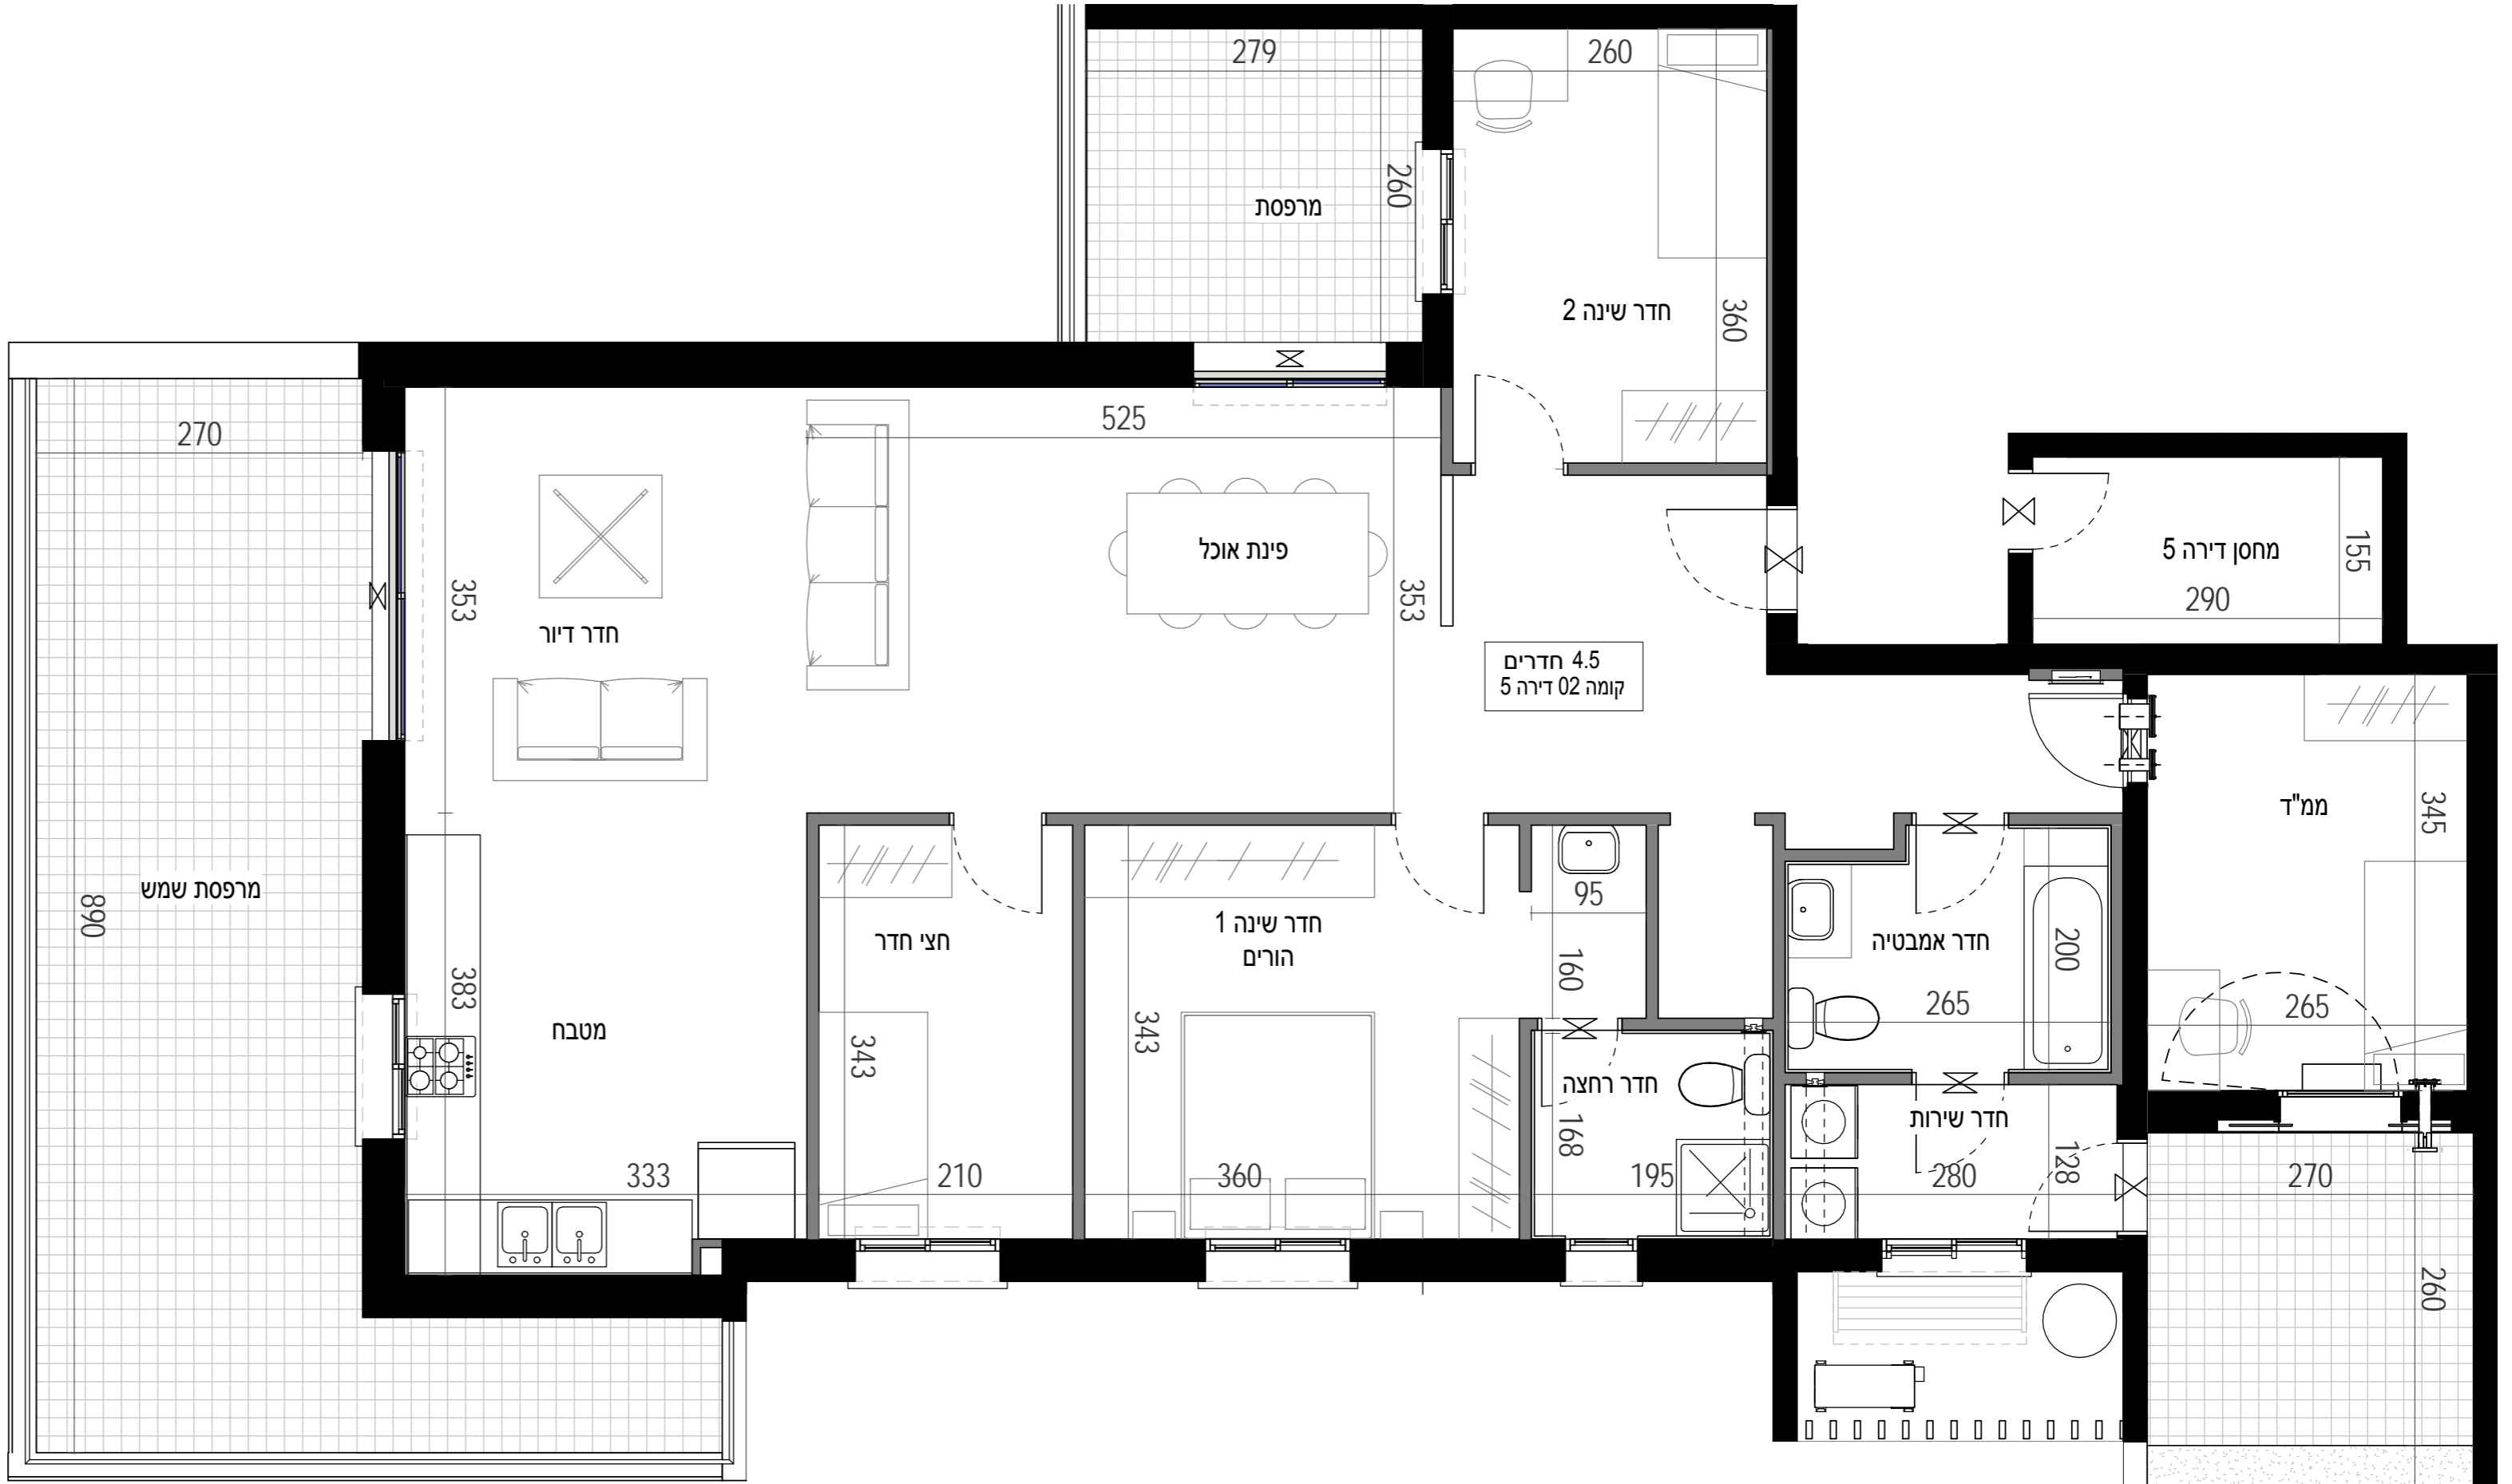 279
260
260
מרפסת
חדר שינה 2
360
270
525
353
חדר דיור
פינת אוכל
353
מחסן דירה 5
155
290
4.5 חדרים
קומה 02 דירה 5
ממ"ד
345
265
מרפסת שמש
890
383
מטבח
333
חצי חדר
343
210
חדר שינה 1
הורים
343
360
95
160
חדר רחצה
168
195
חדר אמבטיה
200
265
חדר שירות
128
280
270
260